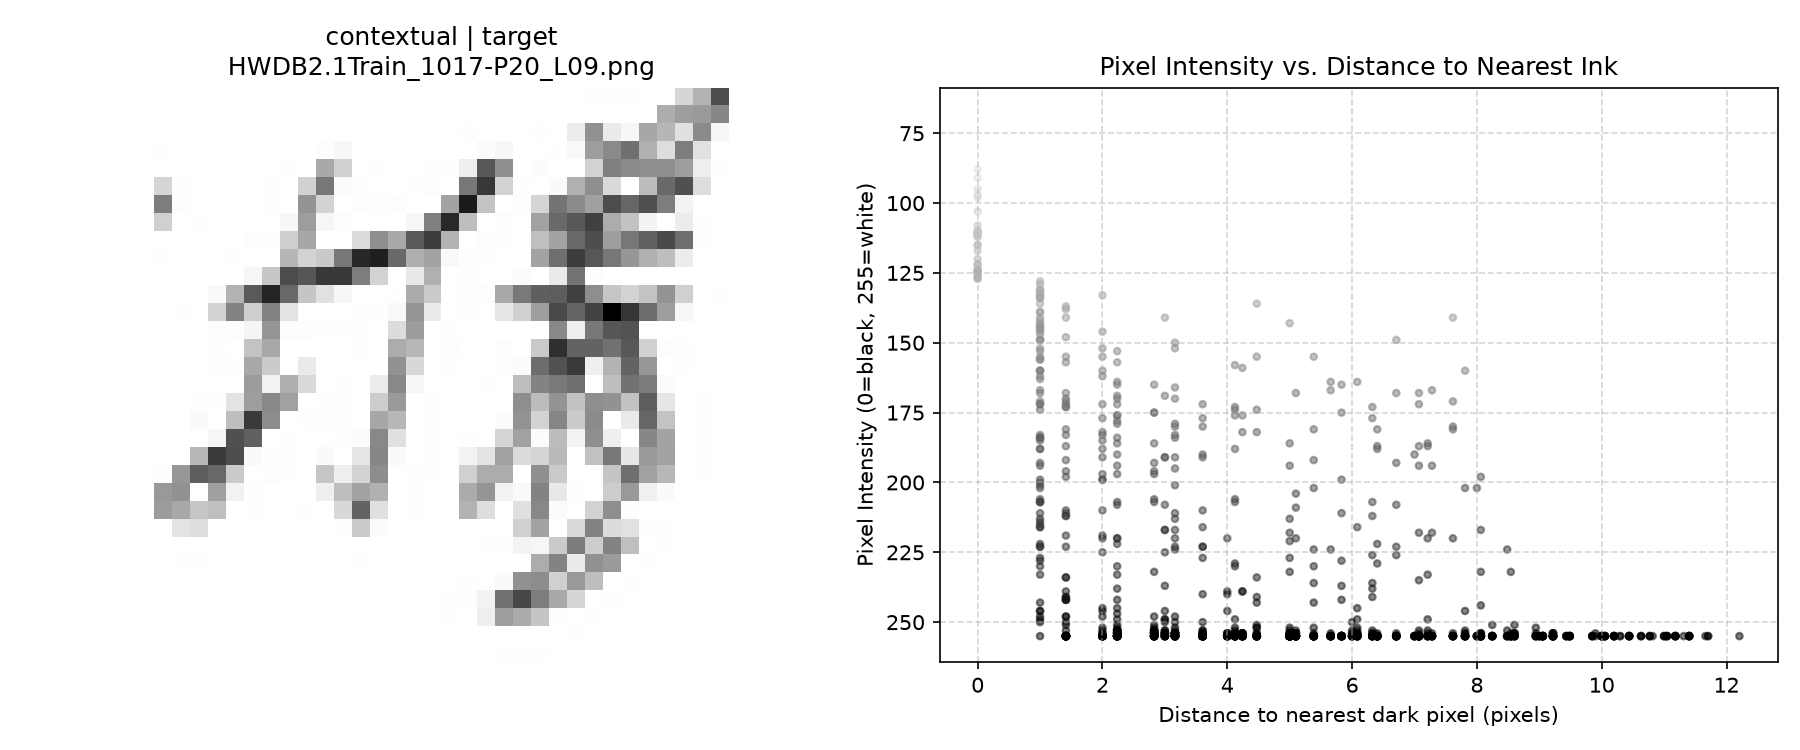 contextual | target
HWDB2.1Train_1017-P20_L09.png
Pixel Intensity vs. Distance to Nearest Ink
Pixel Intensity (0=black, 255=white)
75
100
125
150
175
200
225
250
0 2 4 6 8 10 12
Distance to nearest dark pixel (pixels)